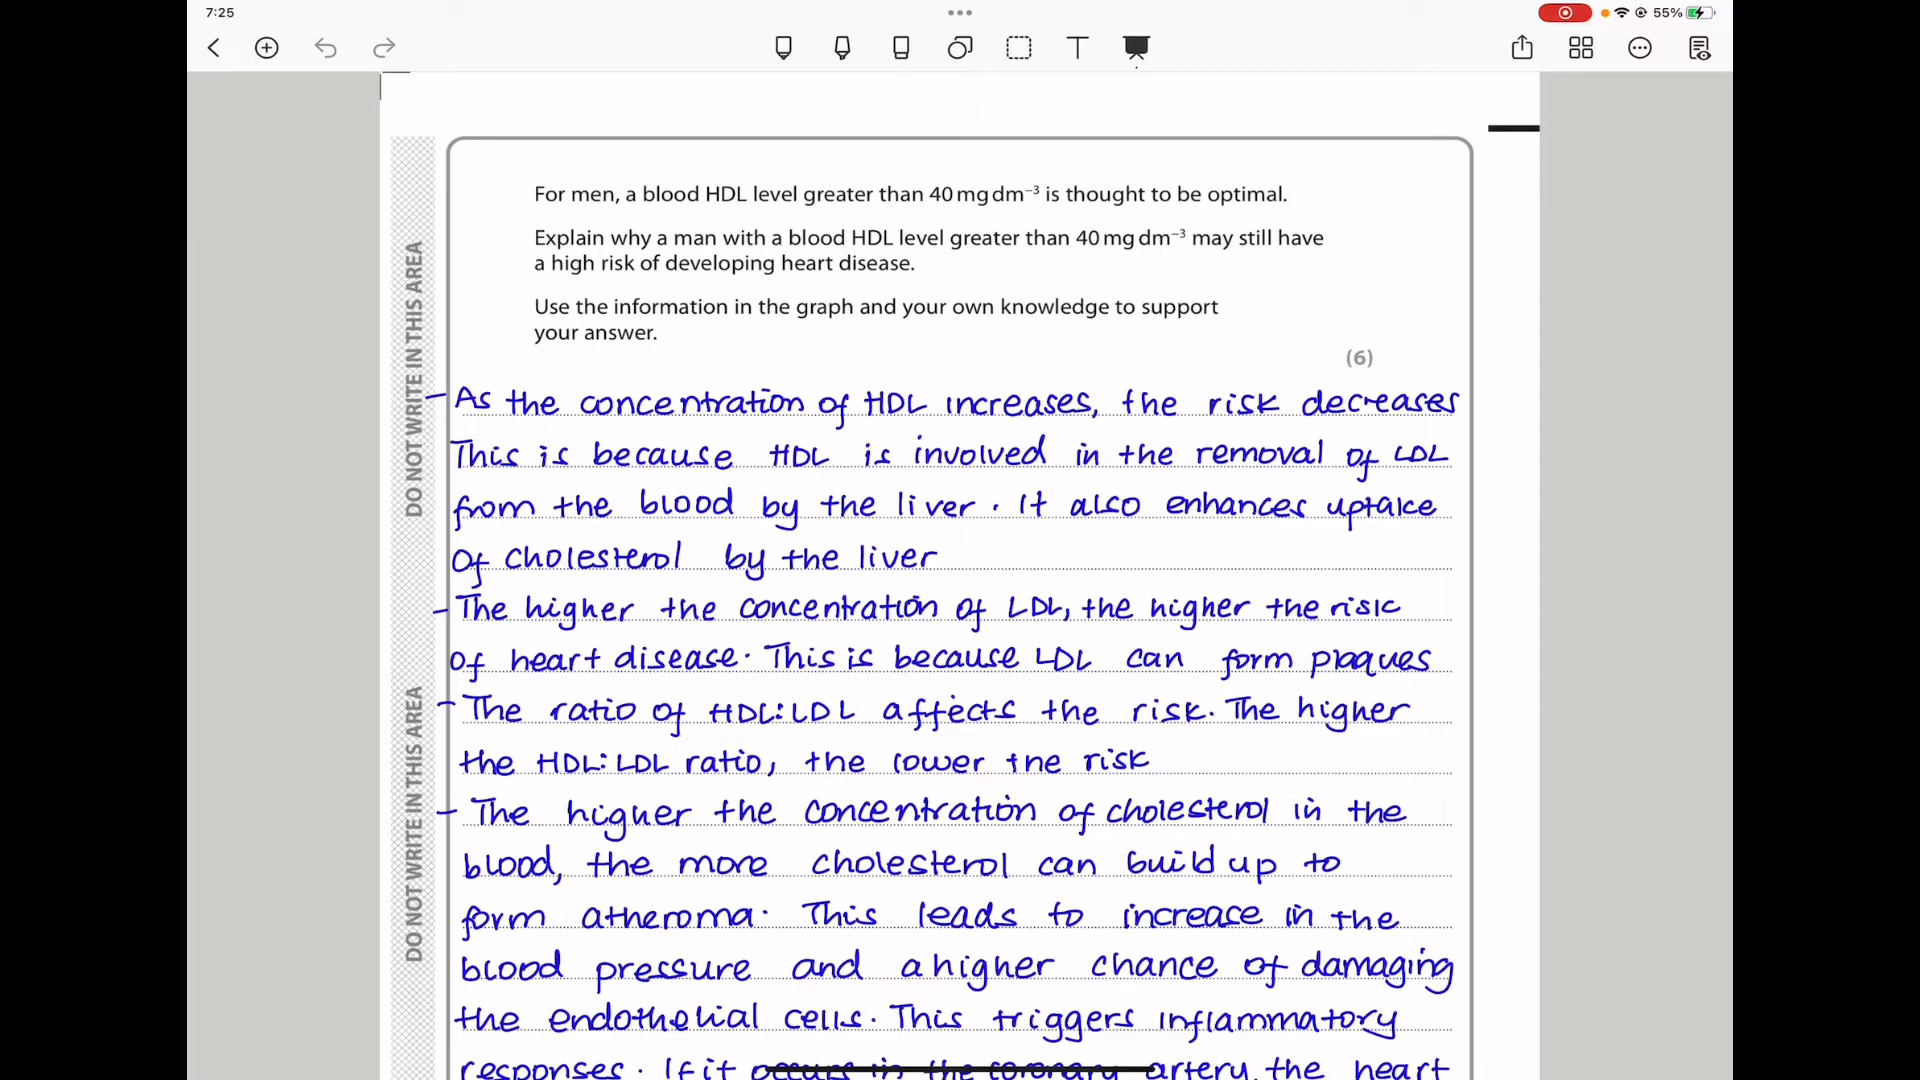 7:25
55%
For men, a blood HDL level greater than 40 mg dm⁻³ is thought to be optimal.
Explain why a man with a blood HDL level greater than 40 mg dm⁻³ may still have
a high risk of developing heart disease.
Use the information in the graph and your own knowledge to support
your answer.
(6)
DO NOT WRITE IN THIS AREA
DO NOT WRITE IN THIS AREA
- As the concentration of HDL increases, the risk decreases
This is because HDL is involved in the removal of LDL
from the blood by the liver. It also enhances uptake
of cholesterol by the liver
- The higher the concentration of LDL, the higher the risk
of heart disease. This is because LDL can form plaques
- The ratio of HDL:LDL affects the risk. The higher
the HDL:LDL ratio, the lower the risk
- The higher the concentration of cholesterol in the
blood, the more cholesterol can build up to
form atheroma. This leads to increase in the
blood pressure and a higher chance of damaging
the endothelial cells. This triggers inflammatory
responses. If it occurs in the coronary artery, the heart